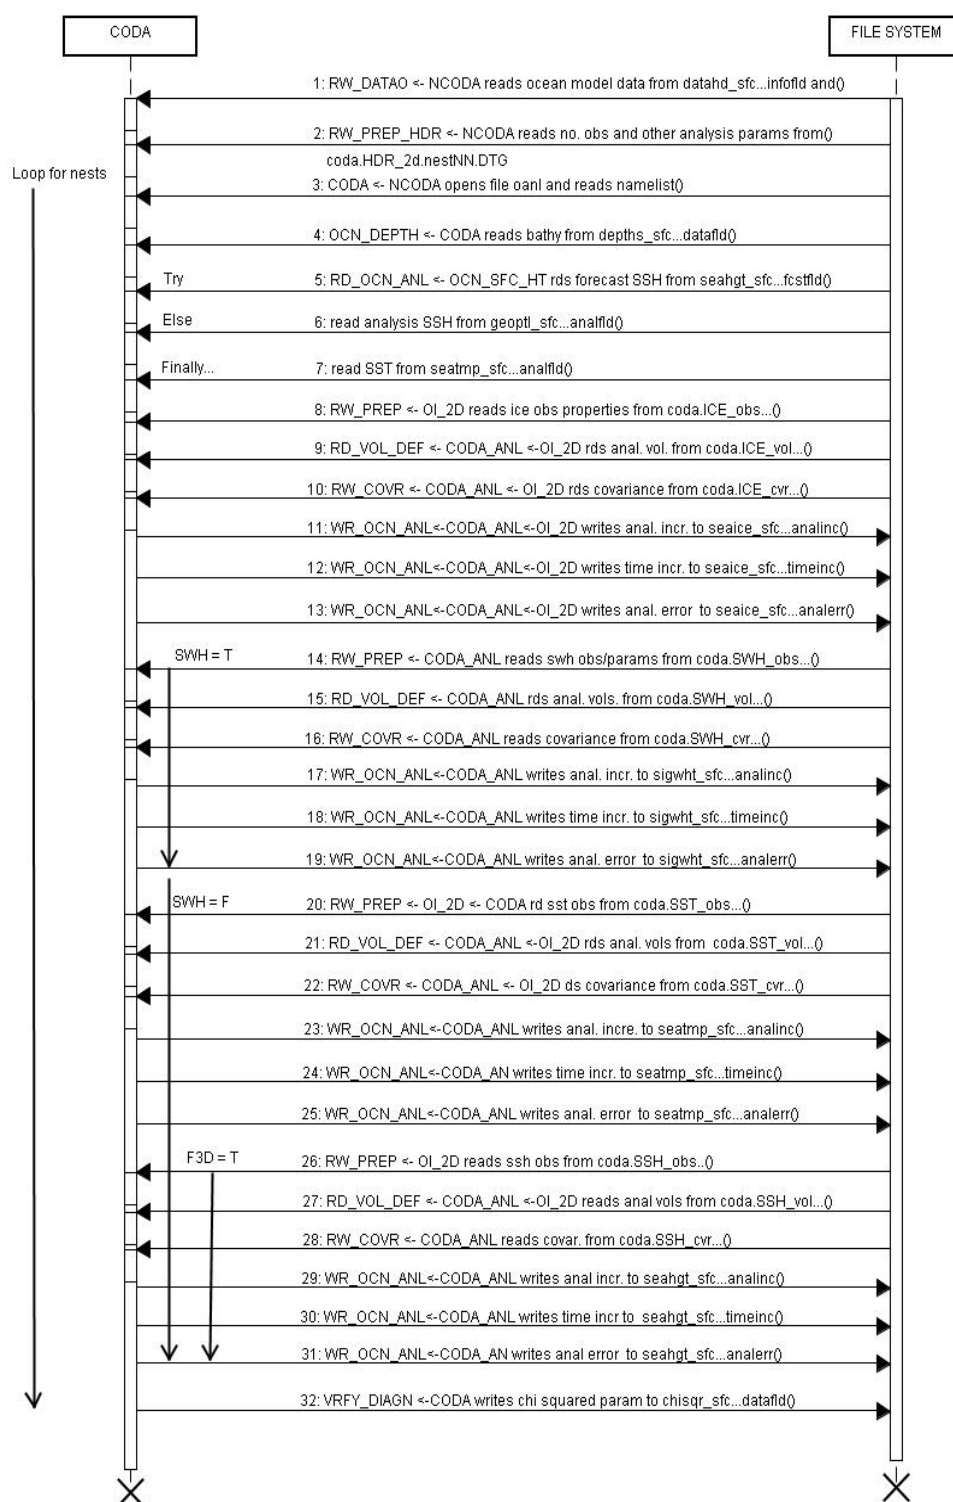 CODA
FILE SYSTEM
1: RW_DATAO <- NCODA reads ocean model data from datahd_sfc...infofld and()
2: RW_PREP_HDR <- NCODA reads no. obs and other analysis params from()
coda.HDR_2d.nestNN.DTG
Loop for nests
3: CODA <- NCODA opens file oanl and reads namelist()
4: OCN_DEPTH <- CODA reads bathy from depths_sfc...datafld()
Try
5: RD_OCN_ANL <- OCN_SFC_HT rds forecast SSH from seahgt_sfc...fcstfld()
Else
6: read analysis SSH from geoptl_sfc...analfld()
Finally...
7: read SST from seatmp_sfc...analfld()
8: RW_PREP <- OI_2D reads ice obs properties from coda.ICE_obs...()
9: RD_VOL_DEF <- CODA_ANL <-OI_2D rds anal. vol. from coda.ICE_vol...()
10: RW_COVR <- CODA_ANL <- OI_2D rds covariance from coda.ICE_cvr...()
11: WR_OCN_ANL<-CODA_ANL<-OI_2D writes anal. incr. to seaice_sfc...analinc()
12: WR_OCN_ANL<-CODA_ANL<-OI_2D writes time incr. to seaice_sfc...timeinc()
13: WR_OCN_ANL<-CODA_ANL<-OI_2D writes anal. error to seaice_sfc...analerr()
SWH = T
14: RW_PREP <- CODA_ANL reads swh obs/params from coda.SWH_obs...()
15: RD_VOL_DEF <- CODA_ANL rds anal. vols. from coda.SWH_vol...()
16: RW_COVR <- CODA_ANL reads covariance from coda.SWH_cvr...()
17: WR_OCN_ANL<-CODA_ANL writes anal. incr. to sigwht_sfc...analinc()
18: WR_OCN_ANL<-CODA_ANL writes time incr. to sigwht_sfc...timeinc()
19: WR_OCN_ANL<-CODA_ANL writes anal. error to sigwht_sfc...analerr()
SWH = F
20: RW_PREP <- OI_2D <- CODA rd sst obs from coda.SST_obs...()
21: RD_VOL_DEF <- CODA_ANL <-OI_2D rds anal. vols from coda.SST_vol...()
22: RW_COVR <- CODA_ANL <- OI_2D ds covariance from coda.SST_cvr...()
23: WR_OCN_ANL<-CODA_ANL writes anal. incre. to seatmp_sfc...analinc()
24: WR_OCN_ANL<-CODA_AN writes time incr. to seatmp_sfc...timeinc()
25: WR_OCN_ANL<-CODA_ANL writes anal. error to seatmp_sfc...analerr()
F3D = T
26: RW_PREP <- OI_2D reads ssh obs from coda.SSH_obs..()
27: RD_VOL_DEF <- CODA_ANL <-OI_2D reads anal vols from coda.SSH_vol...()
28: RW_COVR <- CODA_ANL reads covar. from coda.SSH_cvr...()
29: WR_OCN_ANL<-CODA_ANL writes anal incr. to seahgt_sfc...analinc()
30: WR_OCN_ANL<-CODA_ANL writes time incr to seahgt_sfc...timeinc()
31: WR_OCN_ANL<-CODA_AN writes anal error to seahgt_sfc...analerr()
32: VRFY_DIAGN <-CODA writes chi squared param to chisqr_sfc...datafld()